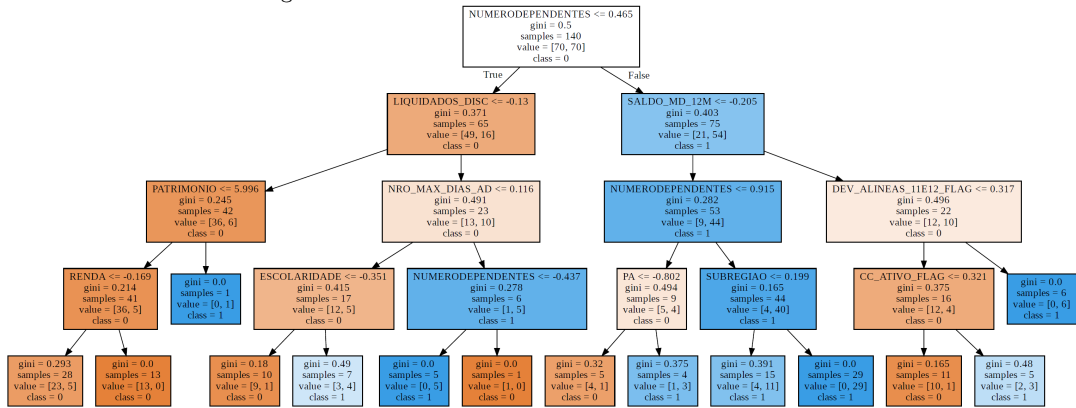 NUMERODEPENDENTES <= 0.465
gini = 0.5
samples = 140
value = [70, 70]
class = 0
True
False
LIQUIDADOS_DISC <= -0.13
gini = 0.371
samples = 65
value = [49, 16]
class = 0
SALDO_MD_12M <= -0.205
gini = 0.403
samples = 75
value = [21, 54]
class = 1
PATRIMONIO <= 5.996
gini = 0.245
samples = 42
value = [36, 6]
class = 0
NRO_MAX_DIAS_AD <= 0.116
gini = 0.491
samples = 23
value = [13, 10]
class = 0
NUMERODEPENDENTES <= 0.915
gini = 0.282
samples = 53
value = [9, 44]
class = 1
DEV_ALINEAS_11E12_FLAG <= 0.317
gini = 0.496
samples = 22
value = [12, 10]
class = 0
RENDA <= -0.169
gini = 0.214
samples = 41
value = [36, 5]
class = 0
gini = 0.0
samples = 1
value = [0, 1]
class = 1
ESCOLARIDADE <= -0.351
gini = 0.415
samples = 17
value = [12, 5]
class = 0
NUMERODEPENDENTES <= -0.437
gini = 0.278
samples = 6
value = [1, 5]
class = 1
PA <= -0.802
gini = 0.494
samples = 9
value = [5, 4]
class = 0
SUBREGIAO <= 0.199
gini = 0.165
samples = 44
value = [4, 40]
class = 1
CC_ATIVO_FLAG <= 0.321
gini = 0.375
samples = 16
value = [12, 4]
class = 0
gini = 0.0
samples = 6
value = [0, 6]
class = 1
gini = 0.293
samples = 28
value = [23, 5]
class = 0
gini = 0.0
samples = 13
value = [13, 0]
class = 0
gini = 0.18
samples = 10
value = [9, 1]
class = 0
gini = 0.49
samples = 7
value = [3, 4]
class = 1
gini = 0.0
samples = 5
value = [0, 5]
class = 1
gini = 0.0
samples = 1
value = [1, 0]
class = 0
gini = 0.32
samples = 5
value = [4, 1]
class = 0
gini = 0.375
samples = 4
value = [1, 3]
class = 1
gini = 0.391
samples = 15
value = [4, 11]
class = 1
gini = 0.0
samples = 29
value = [0, 29]
class = 1
gini = 0.165
samples = 11
value = [10, 1]
class = 0
gini = 0.48
samples = 5
value = [2, 3]
class = 1